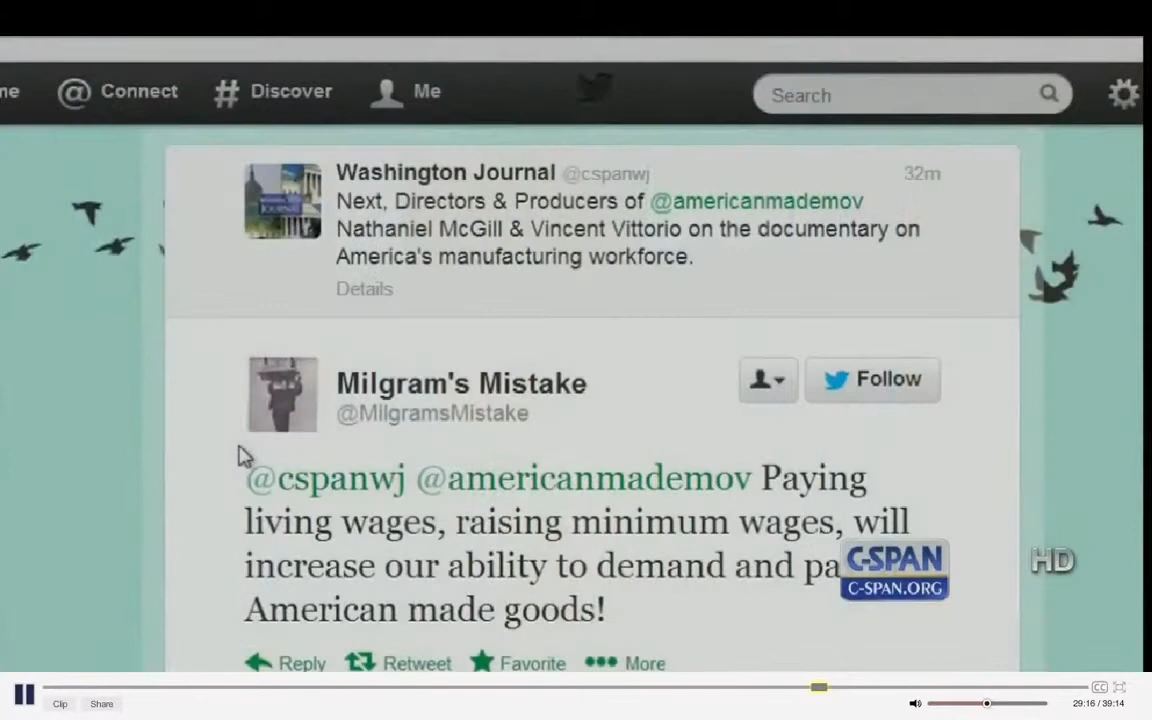 me @ Connect # Discover Me Search
Washington Journal @cspanwj 32m
Next, Directors & Producers of @americanmademov
Nathaniel McGill & Vincent Vittorio on the documentary on
America's manufacturing workforce.
Details
Milgram's Mistake
@MilgramsMistake
Follow
@cspanwj @americanmademov Paying
living wages, raising minimum wages, will
increase our ability to demand and pa
American made goods!
C-SPAN
C-SPAN.ORG
HD
Reply Retweet Favorite More
CC
Clip Share 29:16 / 39:14